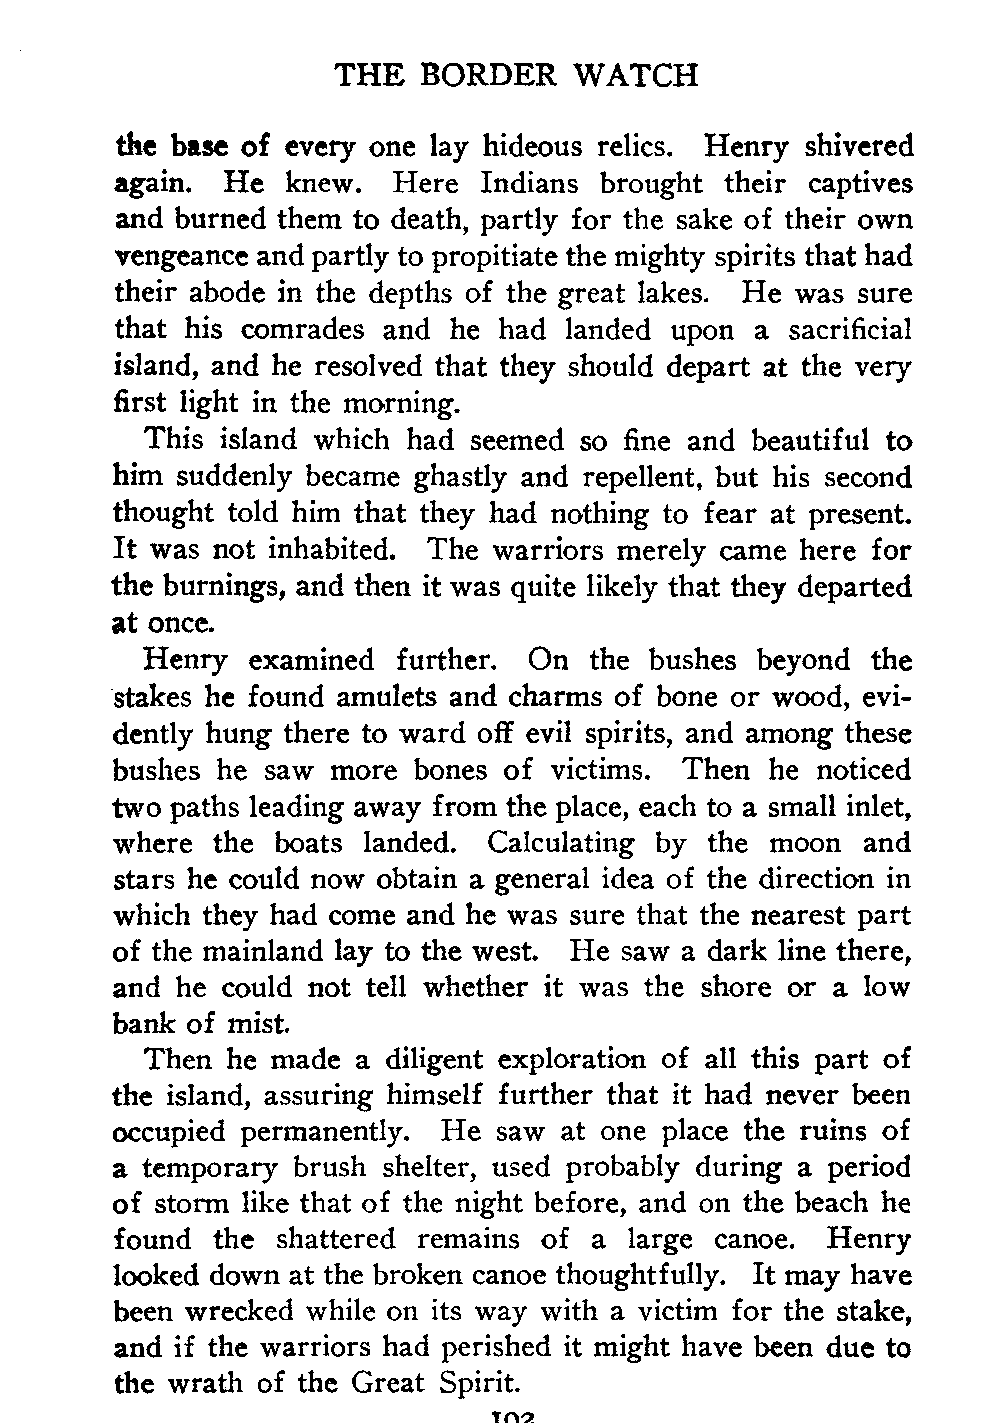 THE BORDER WATCH
the base of every one lay hideous relics. Henry shivered
again. He knew. Here Indians brought their captives
and burned them to death, partly for the sake of their own
vengeance and partly to propitiate the mighty spirits that had
their abode in the depths of the great lakes. He was sure
that his comrades and he had landed upon a sacrificial
island, and he resolved that they should depart at the very
first light in the morning.
This island which had seemed so fine and beautiful to
him suddenly became ghastly and repellent, but his second
thought told him that they had nothing to fear at present.
It was not inhabited. The warriors merely came here for
the burnings, and then it was quite likely that they departed
at once.
Henry examined further. On the bushes beyond the
stakes he found amulets and charms of bone or wood, evi-
dently hung there to ward off evil spirits, and among these
bushes he saw more bones of victims. Then he noticed
two paths leading away from the place, each to a small inlet,
where the boats landed. Calculating by the moon and
stars he could now obtain a general idea of the direction in
which they had come and he was sure that the nearest part
of the mainland lay to the west. He saw a dark line there,
and he could not tell whether it was the shore or a low
bank of mist.
Then he made a diligent exploration of all this part of
the island, assuring himself further that it had never been
occupied permanently. He saw at one place the ruins of
a temporary brush shelter, used probably during a period
of storm like that of the night before, and on the beach he
found the shattered remains of a large canoe. Henry
looked down at the broken canoe thoughtfully. It may have
been wrecked while on its way with a victim for the stake,
and if the warriors had perished it might have been due to
the wrath of the Great Spirit.